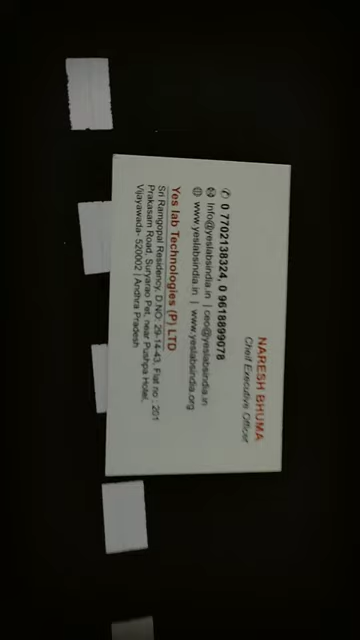 NARESH BHUMA
Cheif Executive Officer
0 7702138324, 0 9618899078
Info@yeslabsindia.in | ceo@yeslabsindia.in
www.yeslabsindia.in | www.yeslabsindia.org
Yes lab Technologies (P) LTD
Sri Ramgopal Residency, D.NO: 29-14-43, Flat no : 201
Prakasam Road, Suryarao Pet, near Pushpa Hotel,
Vijayawada- 520002 | Andhra Pradesh